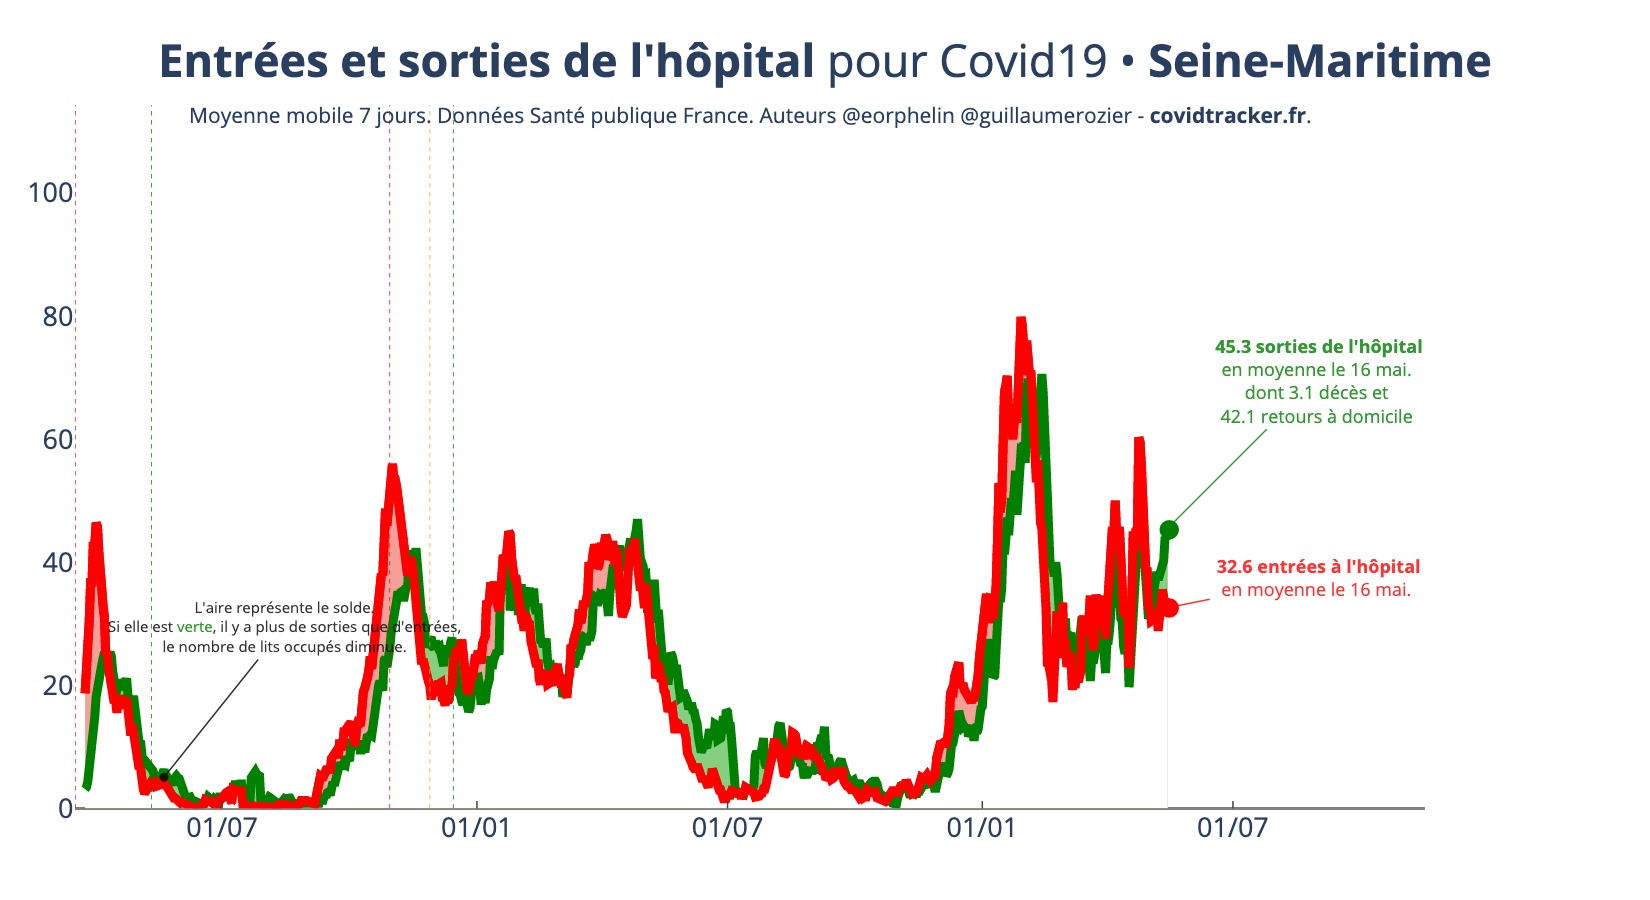 Entrées et sorties de l'hôpital pour Covid19 • Seine-Maritime
Moyenne mobile 7 jours. Données Santé publique France. Auteurs @eorphelin @guillaumerozier - covidtracker.fr.
100
80
60
40
20
0
45.3 sorties de l'hôpital
en moyenne le 16 mai.
dont 3.1 décès et
42.1 retours à domicile
32.6 entrées à l'hôpital
en moyenne le 16 mai.
L'aire représente le solde.
Si elle est verte, il y a plus de sorties que d'entrées,
le nombre de lits occupés diminue.
01/07
01/01
01/07
01/01
01/07